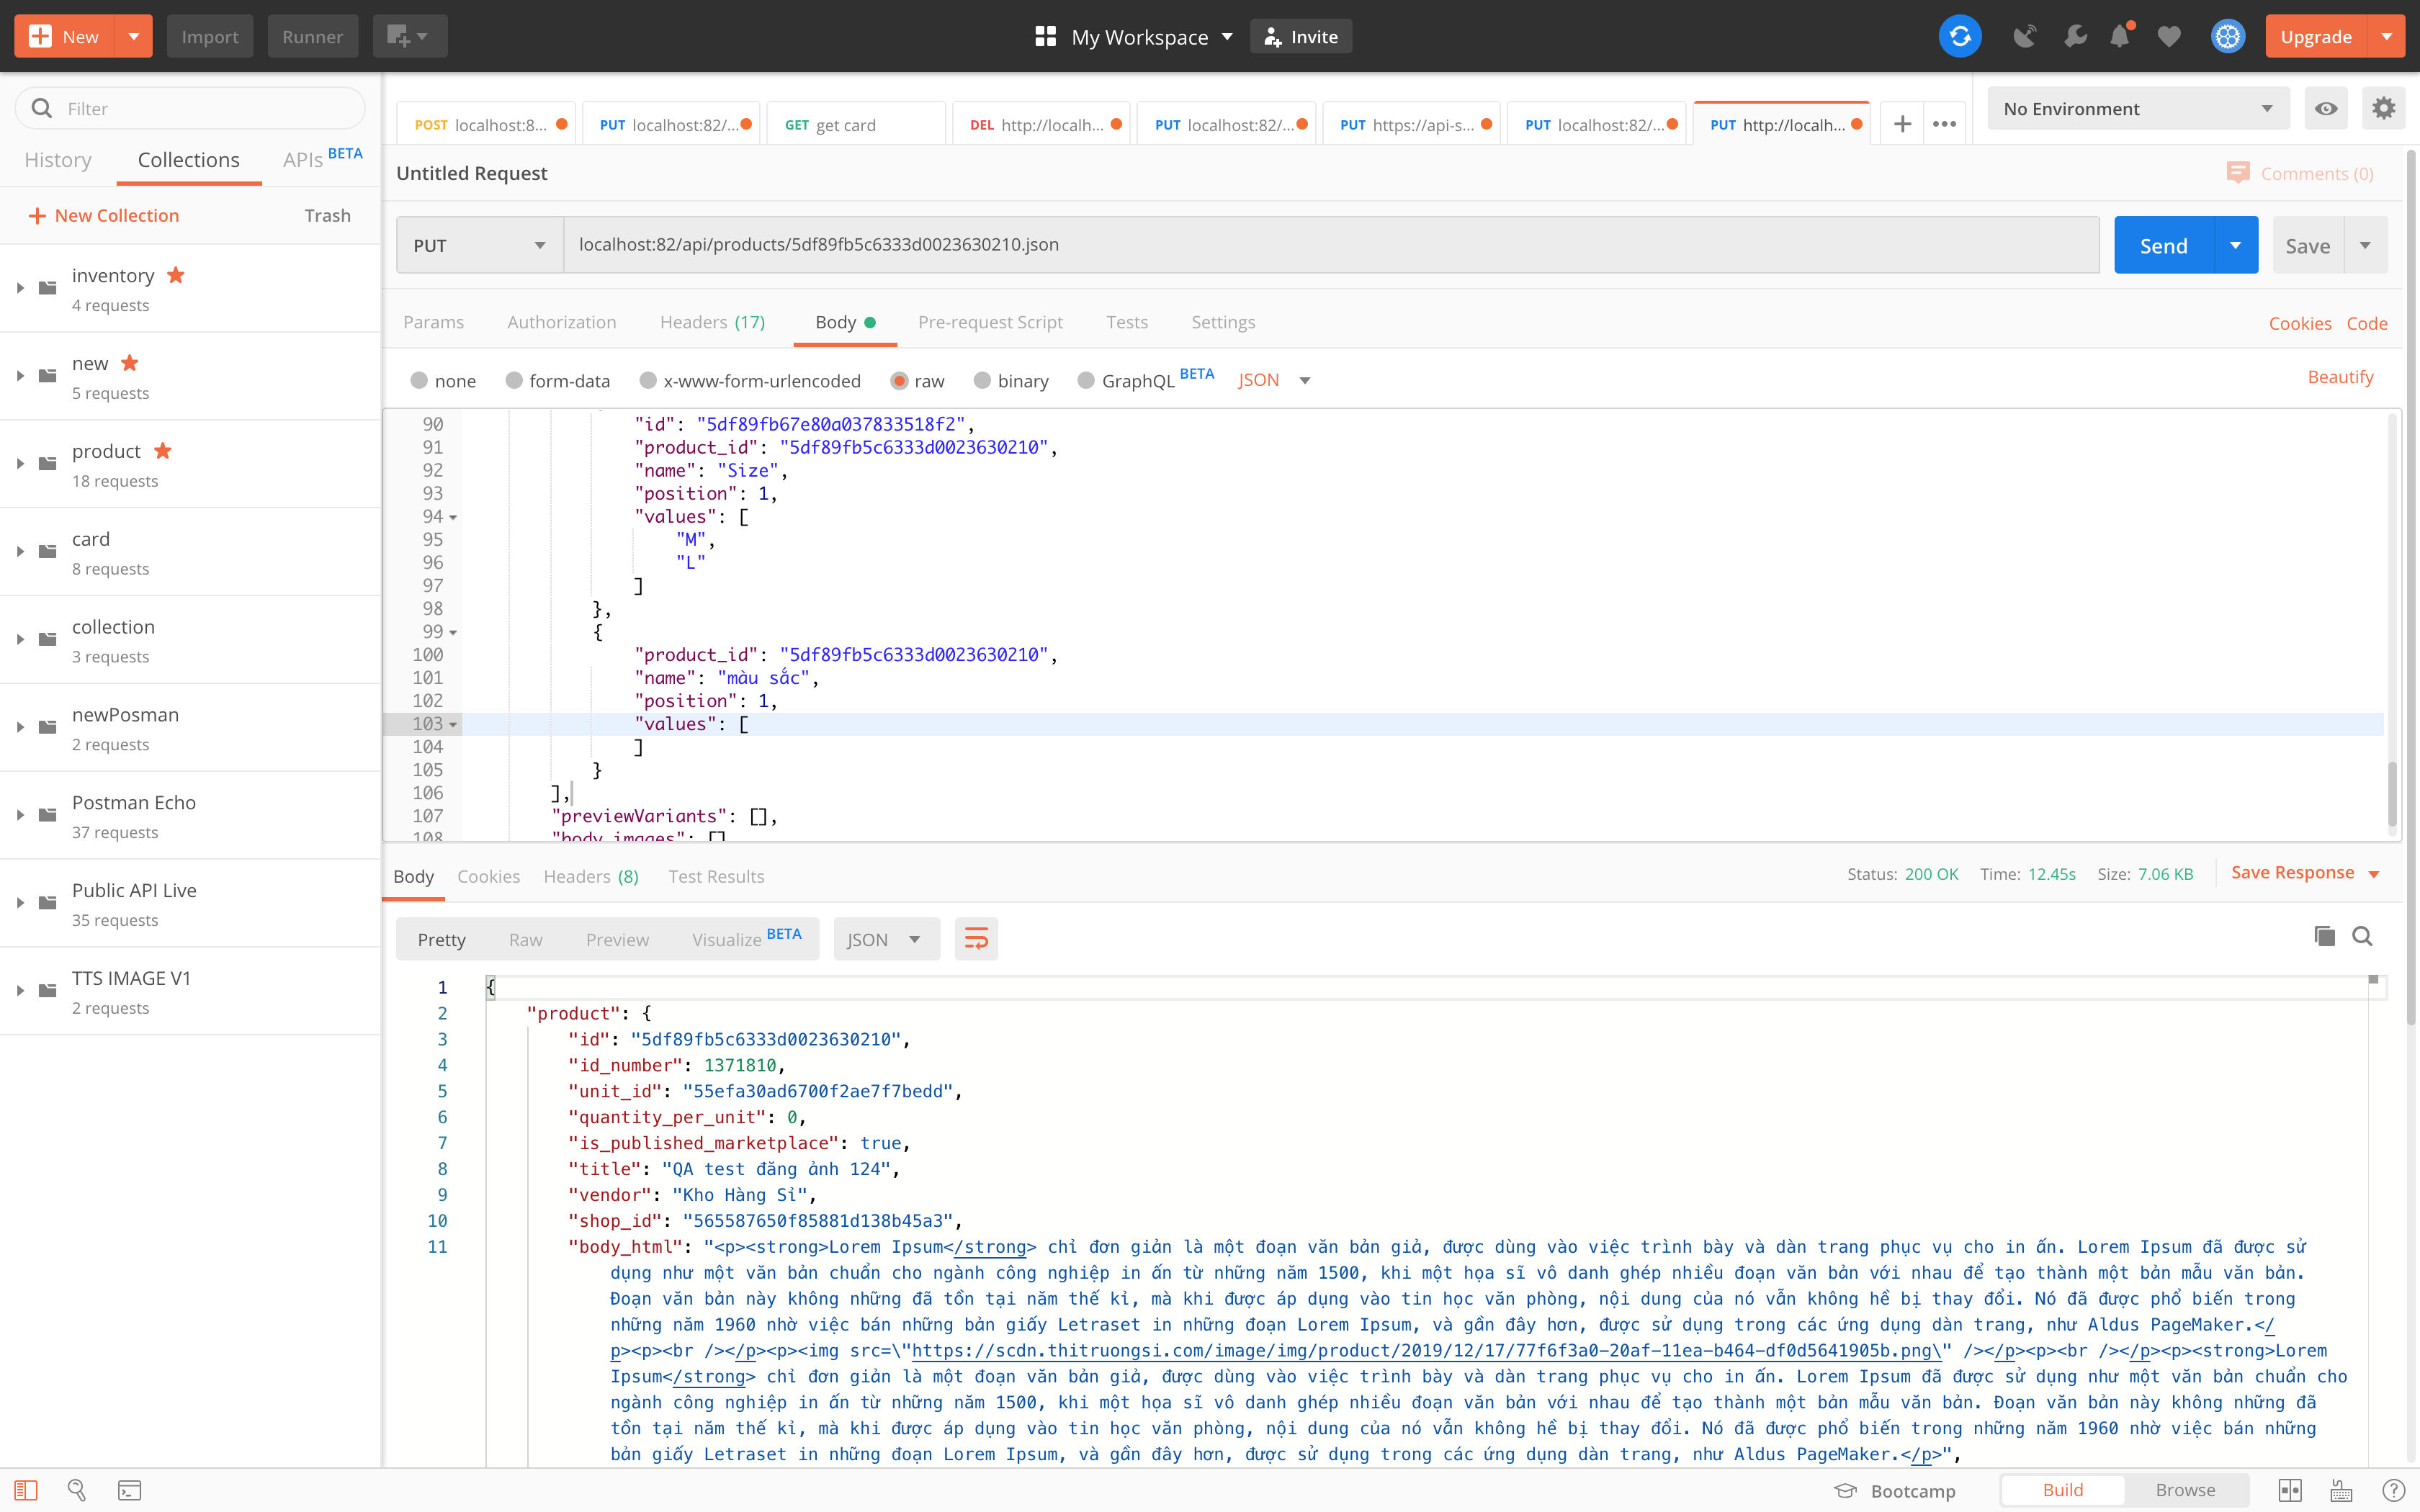 New
Import
Runner
My Workspace
Invite
Upgrade
Filter
History
Collections
APIs BETA
New Collection
Trash
inventory
4 requests
new
5 requests
product
18 requests
card
8 requests
collection
3 requests
newPosman
2 requests
Postman Echo
37 requests
Public API Live
35 requests
TTS IMAGE V1
2 requests
POST localhost:8...
PUT localhost:82/...
GET get card
DEL http://localh...
PUT localhost:82/...
PUT https://api-s...
PUT localhost:82/...
PUT http://localh...
No Environment
Untitled Request
Comments (0)
PUT
localhost:82/api/products/5df89fb5c6333d0023630210.json
Send
Save
Params
Authorization
Headers (17)
Body
Pre-request Script
Tests
Settings
Cookies
Code
none
form-data
x-www-form-urlencoded
raw
binary
GraphQL BETA
JSON
Beautify
90 "id": "5df89fb67e80a037833518f2",
91 "product_id": "5df89fb5c6333d0023630210",
92 "name": "Size",
93 "position": 1,
94 "values": [
95 "M",
96 "L"
97 ]
98 },
99 {
100 "product_id": "5df89fb5c6333d0023630210",
101 "name": "màu sắc",
102 "position": 1,
103 "values": [
104 ]
105 }
106 ],
107 "previewVariants": [],
108 "body_images": []
Body
Cookies
Headers (8)
Test Results
Status: 200 OK
Time: 12.45s
Size: 7.06 KB
Save Response
Pretty
Raw
Preview
Visualize BETA
JSON
1 {
2 "product": {
3 "id": "5df89fb5c6333d0023630210",
4 "id_number": 1371810,
5 "unit_id": "55efa30ad6700f2ae7f7bedd",
6 "quantity_per_unit": 0,
7 "is_published_marketplace": true,
8 "title": "QA test đăng ảnh 124",
9 "vendor": "Kho Hàng Sỉ",
10 "shop_id": "565587650f85881d138b45a3",
11 "body_html": "<p><strong>Lorem Ipsum</strong> chỉ đơn giản là một đoạn văn bản giả, được dùng vào việc trình bày và dàn trang phục vụ cho in ấn. Lorem Ipsum đã được sử
dụng như một văn bản chuẩn cho ngành công nghiệp in ấn từ những năm 1500, khi một họa sĩ vô danh ghép nhiều đoạn văn bản với nhau để tạo thành một bản mẫu văn bản.
Đoạn văn bản này không những đã tồn tại năm thế kỉ, mà khi được áp dụng vào tin học văn phòng, nội dung của nó vẫn không hề bị thay đổi. Nó đã được phổ biến trong
những năm 1960 nhờ việc bán những bản giấy Letraset in những đoạn Lorem Ipsum, và gần đây hơn, được sử dụng trong các ứng dụng dàn trang, như Aldus PageMaker.</
p><p><br /></p><p><img src=\"https://scdn.thitruongsi.com/image/img/product/2019/12/17/77f6f3a0-20af-11ea-b464-df0d5641905b.png\" /></p><p><br /></p><p><strong>Lorem
Ipsum</strong> chỉ đơn giản là một đoạn văn bản giả, được dùng vào việc trình bày và dàn trang phục vụ cho in ấn. Lorem Ipsum đã được sử dụng như một văn bản chuẩn cho
ngành công nghiệp in ấn từ những năm 1500, khi một họa sĩ vô danh ghép nhiều đoạn văn bản với nhau để tạo thành một bản mẫu văn bản. Đoạn văn bản này không những đã
tồn tại năm thế kỉ, mà khi được áp dụng vào tin học văn phòng, nội dung của nó vẫn không hề bị thay đổi. Nó đã được phổ biến trong những năm 1960 nhờ việc bán những
bản giấy Letraset in những đoạn Lorem Ipsum, và gần đây hơn, được sử dụng trong các ứng dụng dàn trang, như Aldus PageMaker.</p>",
Bootcamp
Build
Browse